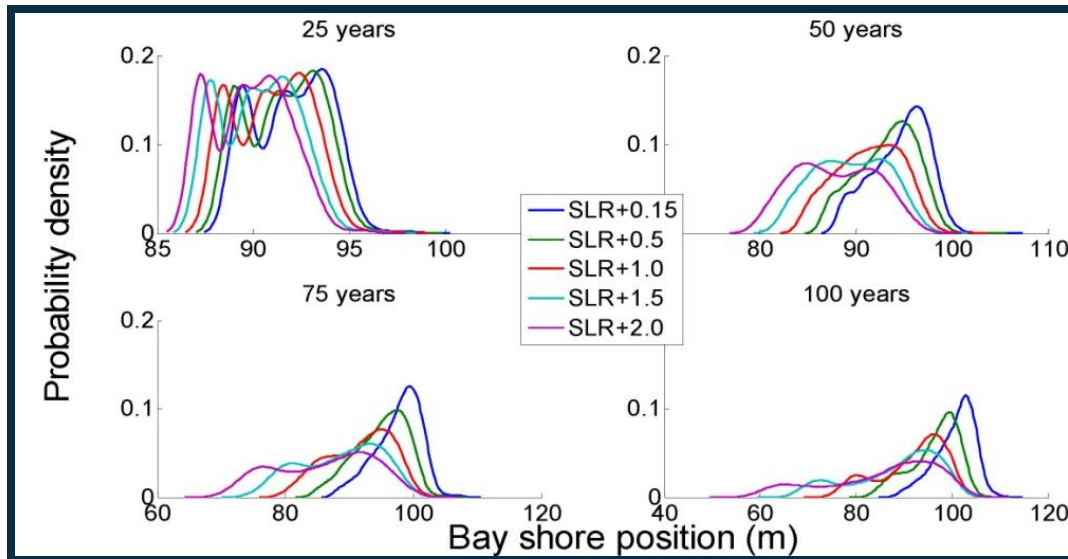 25 years
50 years
0.2
0.1
0
85
90
95
100
0.2
0.1
0
80
90
100
110
SLR+0.15
SLR+0.5
SLR+1.0
SLR+1.5
SLR+2.0
75 years
100 years
0.2
0.1
0
60
80
100
120
0.2
0.1
0
40
60
80
100
120
Probability density
Bay shore position (m)